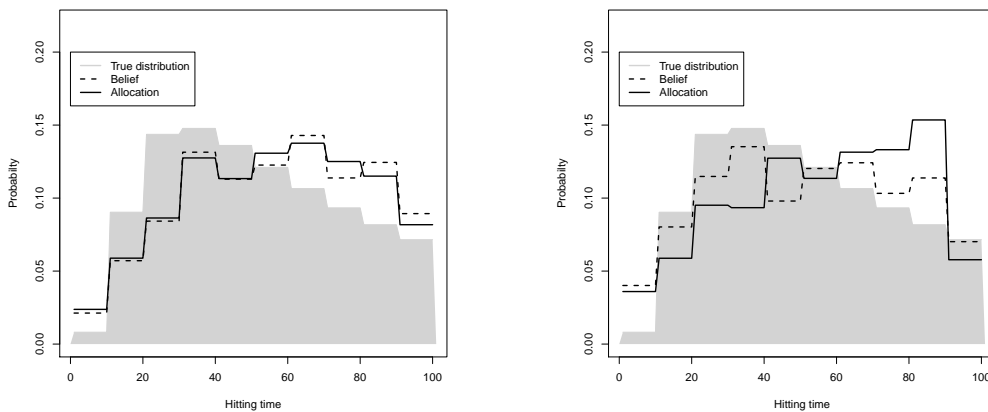 0.20
0.15
0.10
0.05
0.00
Probabilty
True distribution
Belief
Allocation
0 20 40 60 80 100
Hitting time
0.20
0.15
0.10
0.05
0.00
Probabilty
True distribution
Belief
Allocation
0 20 40 60 80 100
Hitting time